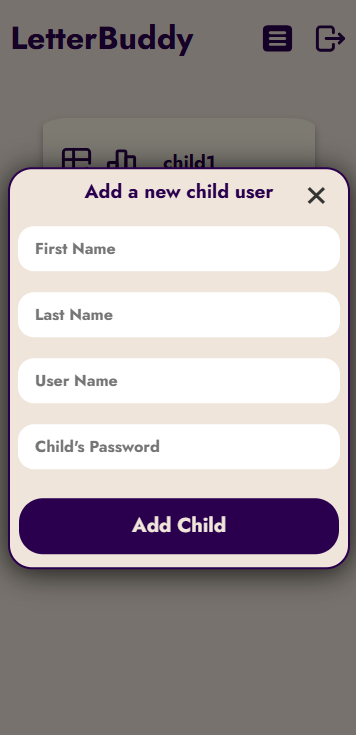 LetterBuddy
child1
Add a new child user
First Name
Last Name
User Name
Child's Password
Add Child